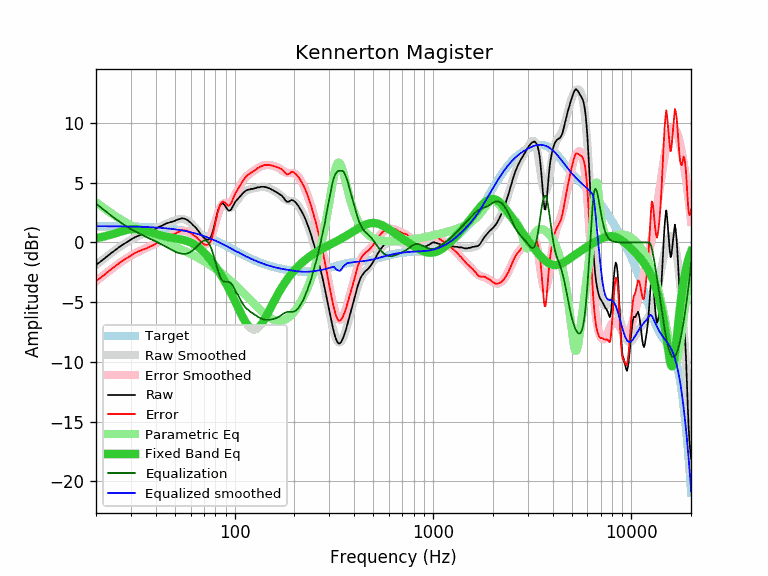 Kennerton Magister
Amplitude (dBr)
10
5
0
−5
−10
−15
−20
Target
Raw Smoothed
Error Smoothed
Raw
Error
Parametric Eq
Fixed Band Eq
Equalization
Equalized smoothed
100
1000
10000
Frequency (Hz)